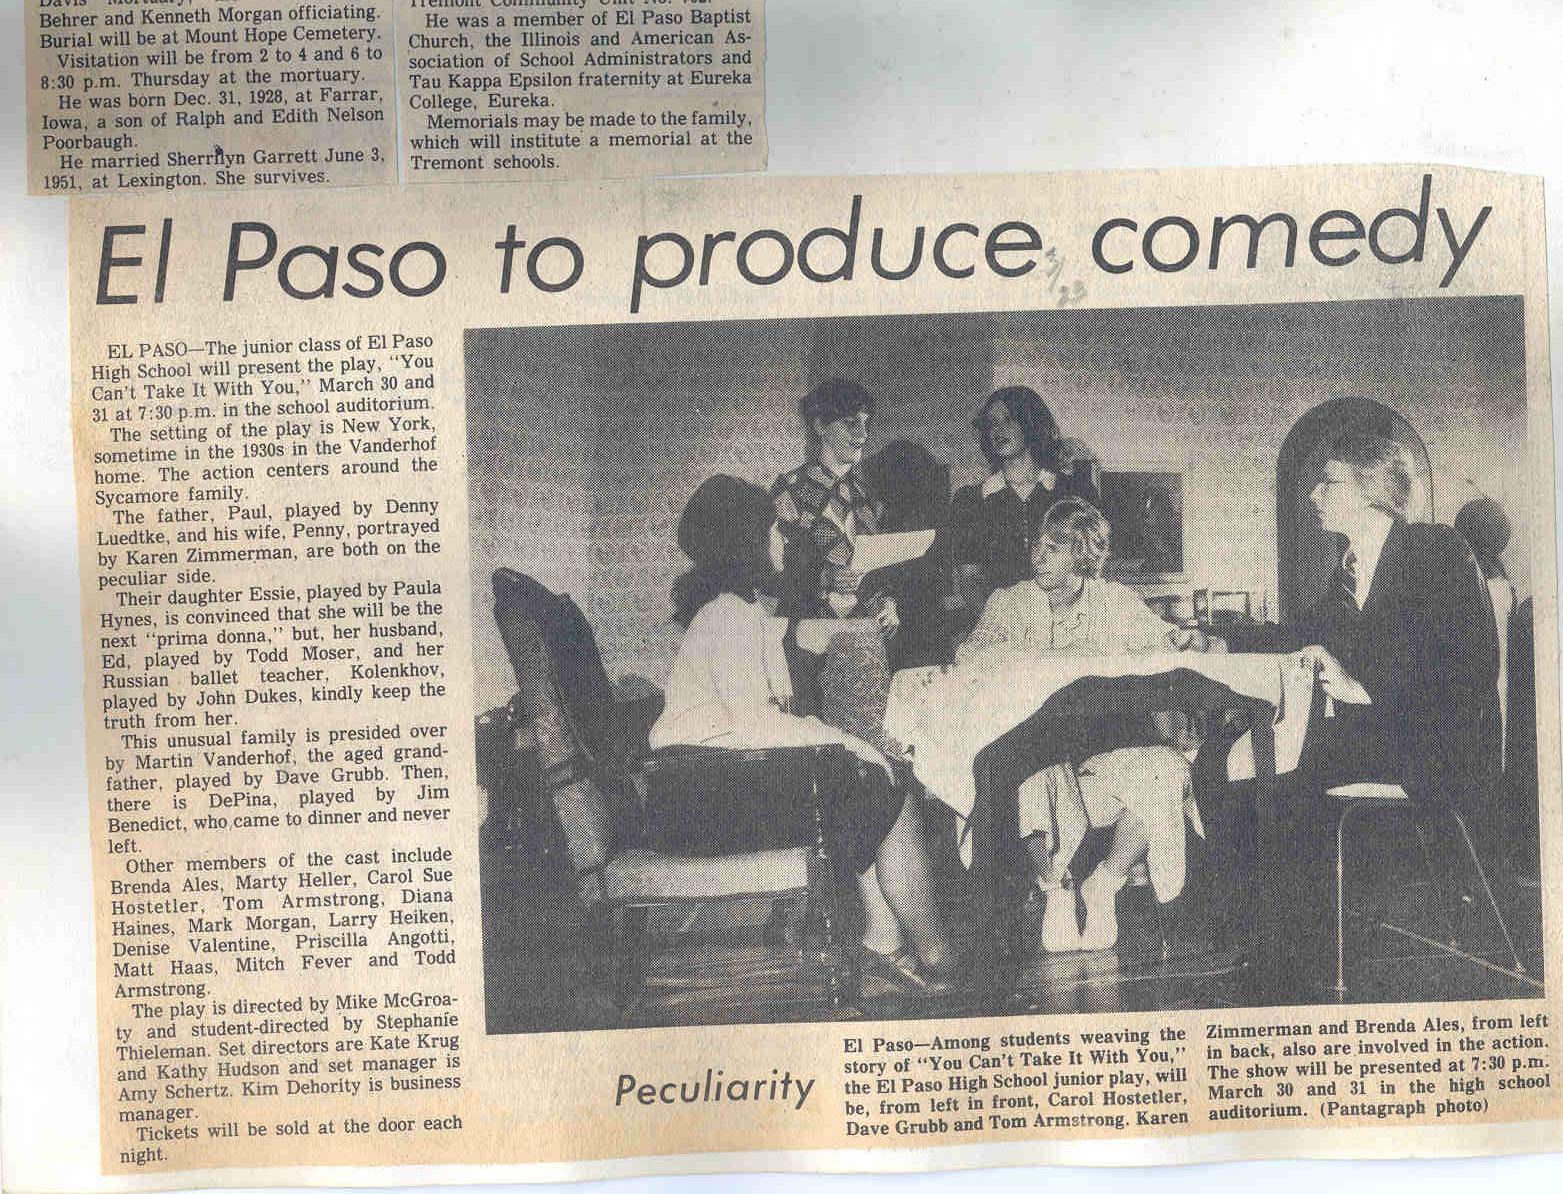 Behrer and Kenneth Morgan officiating.
Burial will be at Mount Hope Cemetery.
Visitation will be from 2 to 4 and 6 to
8:30 p.m. Thursday at the mortuary.
He was born Dec. 31, 1928, at Farrar,
Iowa, a son of Ralph and Edith Nelson
Poorbaugh.
He married Sherrilyn Garrett June 3,
1951, at Lexington. She survives.
He was a member of El Paso Baptist
Church, the Illinois and American As-
sociation of School Administrators and
Tau Kappa Epsilon fraternity at Eureka
College, Eureka.
Memorials may be made to the family,
which will institute a memorial at the
Tremont schools.
El Paso to produce comedy
3/
23
EL PASO—The junior class of El Paso
High School will present the play, "You
Can't Take It With You," March 30 and
31 at 7:30 p.m. in the school auditorium.
The setting of the play is New York,
sometime in the 1930s in the Vanderhof
home. The action centers around the
Sycamore family.
The father, Paul, played by Denny
Luedtke, and his wife, Penny, portrayed
by Karen Zimmerman, are both on the
peculiar side.
Their daughter Essie, played by Paula
Hynes, is convinced that she will be the
next "prima donna," but, her husband,
Ed, played by Todd Moser, and her
Russian ballet teacher, Kolenkhov,
played by John Dukes, kindly keep the
truth from her.
This unusual family is presided over
by Martin Vanderhof, the aged grand-
father, played by Dave Grubb. Then,
there is DePina, played by Jim
Benedict, who came to dinner and never
left.
Other members of the cast include
Brenda Ales, Marty Heller, Carol Sue
Hostetler, Tom Armstrong, Diana
Haines, Mark Morgan, Larry Heiken,
Denise Valentine, Priscilla Angotti,
Matt Haas, Mitch Fever and Todd
Armstrong.
The play is directed by Mike McGroa-
ty and student-directed by Stephanie
Thieleman. Set directors are Kate Krug
and Kathy Hudson and set manager is
Amy Schertz. Kim Dehority is business
manager.
Tickets will be sold at the door each
night.
Peculiarity
El Paso—Among students weaving the
story of "You Can't Take It With You,"
the El Paso High School junior play, will
be, from left in front, Carol Hostetler,
Dave Grubb and Tom Armstrong. Karen
Zimmerman and Brenda Ales, from left
in back, also are involved in the action.
The show will be presented at 7:30 p.m.
March 30 and 31 in the high school
auditorium. (Pantagraph photo)